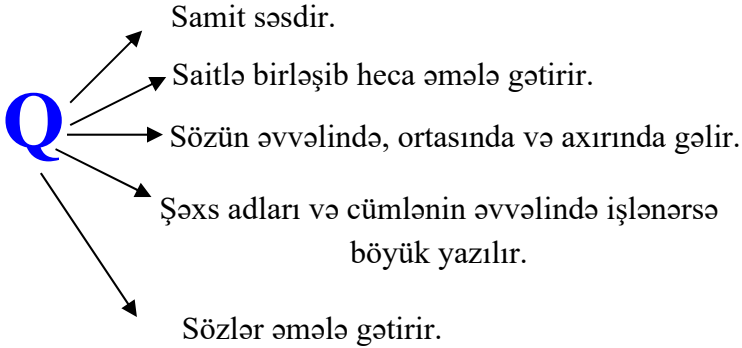 Samit səsdir.
Saitlə birləşib heca əmələ gətirir.
Q
Sözün əvvəlində, ortasında və axırında gəlir.
Şəxs adları və cümlənin əvvəlində işlənərsə
böyük yazılır.
Sözlər əmələ gətirir.